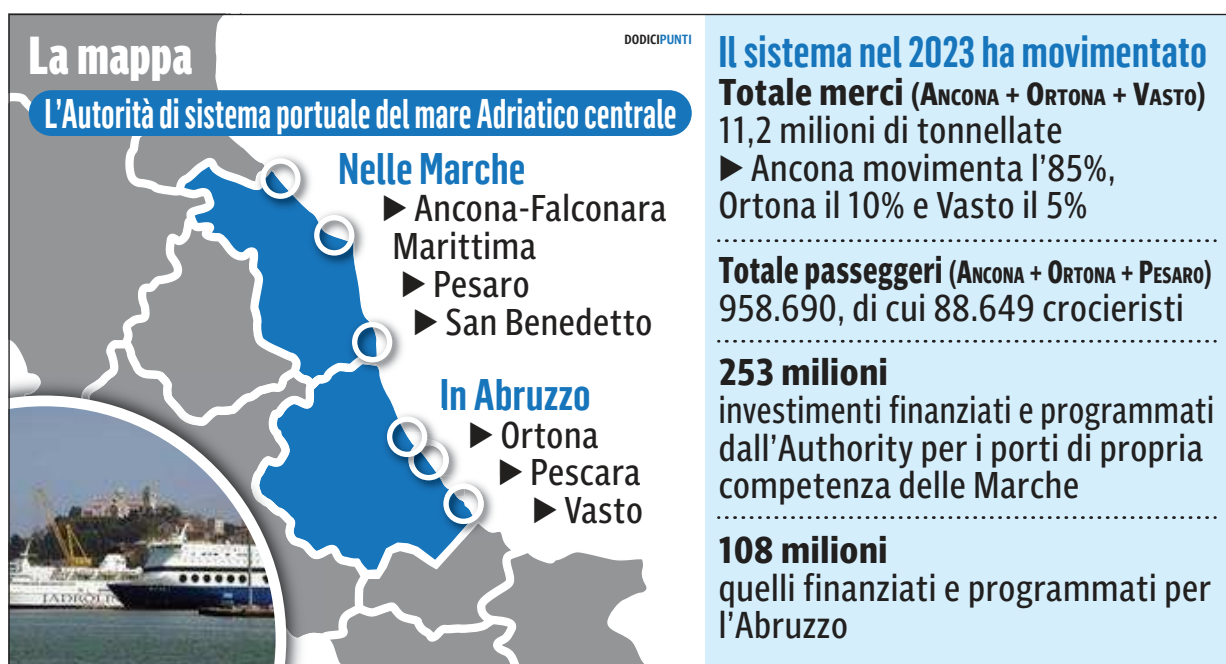 La mappa
DODICIPUNTI
L'Autorità di sistema portuale del mare Adriatico centrale
Nelle Marche
▶ Ancona-Falconara
Marittima
▶ Pesaro
▶ San Benedetto
In Abruzzo
▶ Ortona
▶ Pescara
▶ Vasto
JADROLIN
Il sistema nel 2023 ha movimentato
Totale merci (ANCONA + ORTONA + VASTO)
11,2 milioni di tonnellate
▶ Ancona movimenta l'85%,
Ortona il 10% e Vasto il 5%
Totale passeggeri (ANCONA + ORTONA + PESARO)
958.690, di cui 88.649 crocieristi
253 milioni
investimenti finanziati e programmati
dall'Authority per i porti di propria
competenza delle Marche
108 milioni
quelli finanziati e programmati per
l'Abruzzo